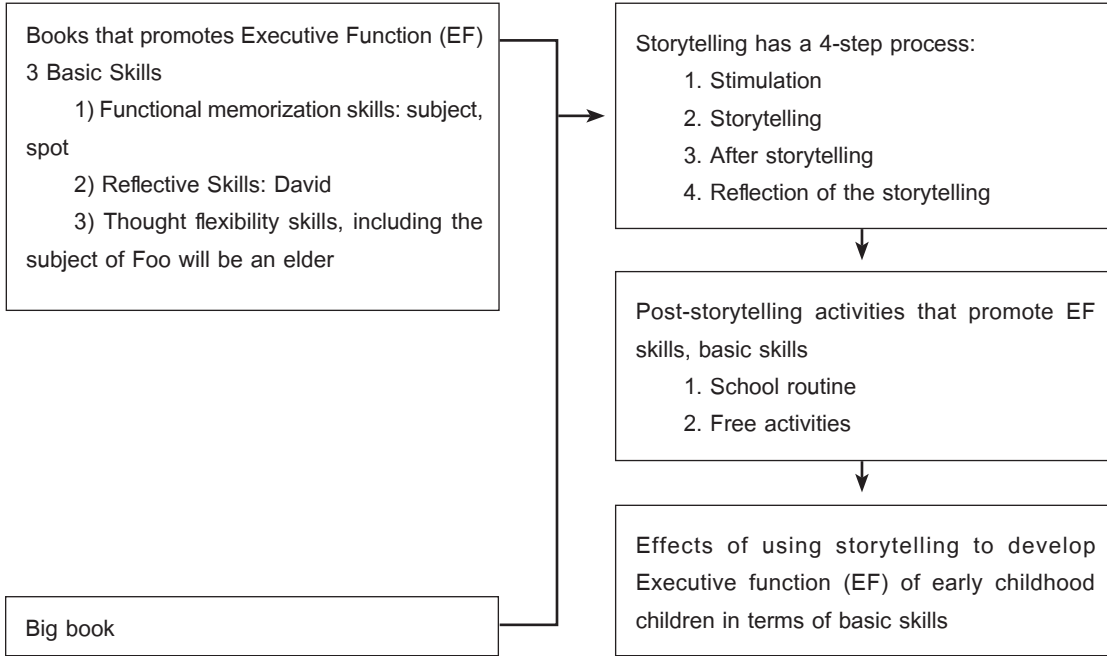 Books that promotes Executive Function (EF)
3 Basic Skills
1) Functional memorization skills: subject,
spot
2) Reflective Skills: David
3) Thought flexibility skills, including the
subject of Foo will be an elder
Big book
Storytelling has a 4-step process:
1. Stimulation
2. Storytelling
3. After storytelling
4. Reflection of the storytelling
Post-storytelling activities that promote EF
skills, basic skills
1. School routine
2. Free activities
Effects of using storytelling to develop
Executive function (EF) of early childhood
children in terms of basic skills